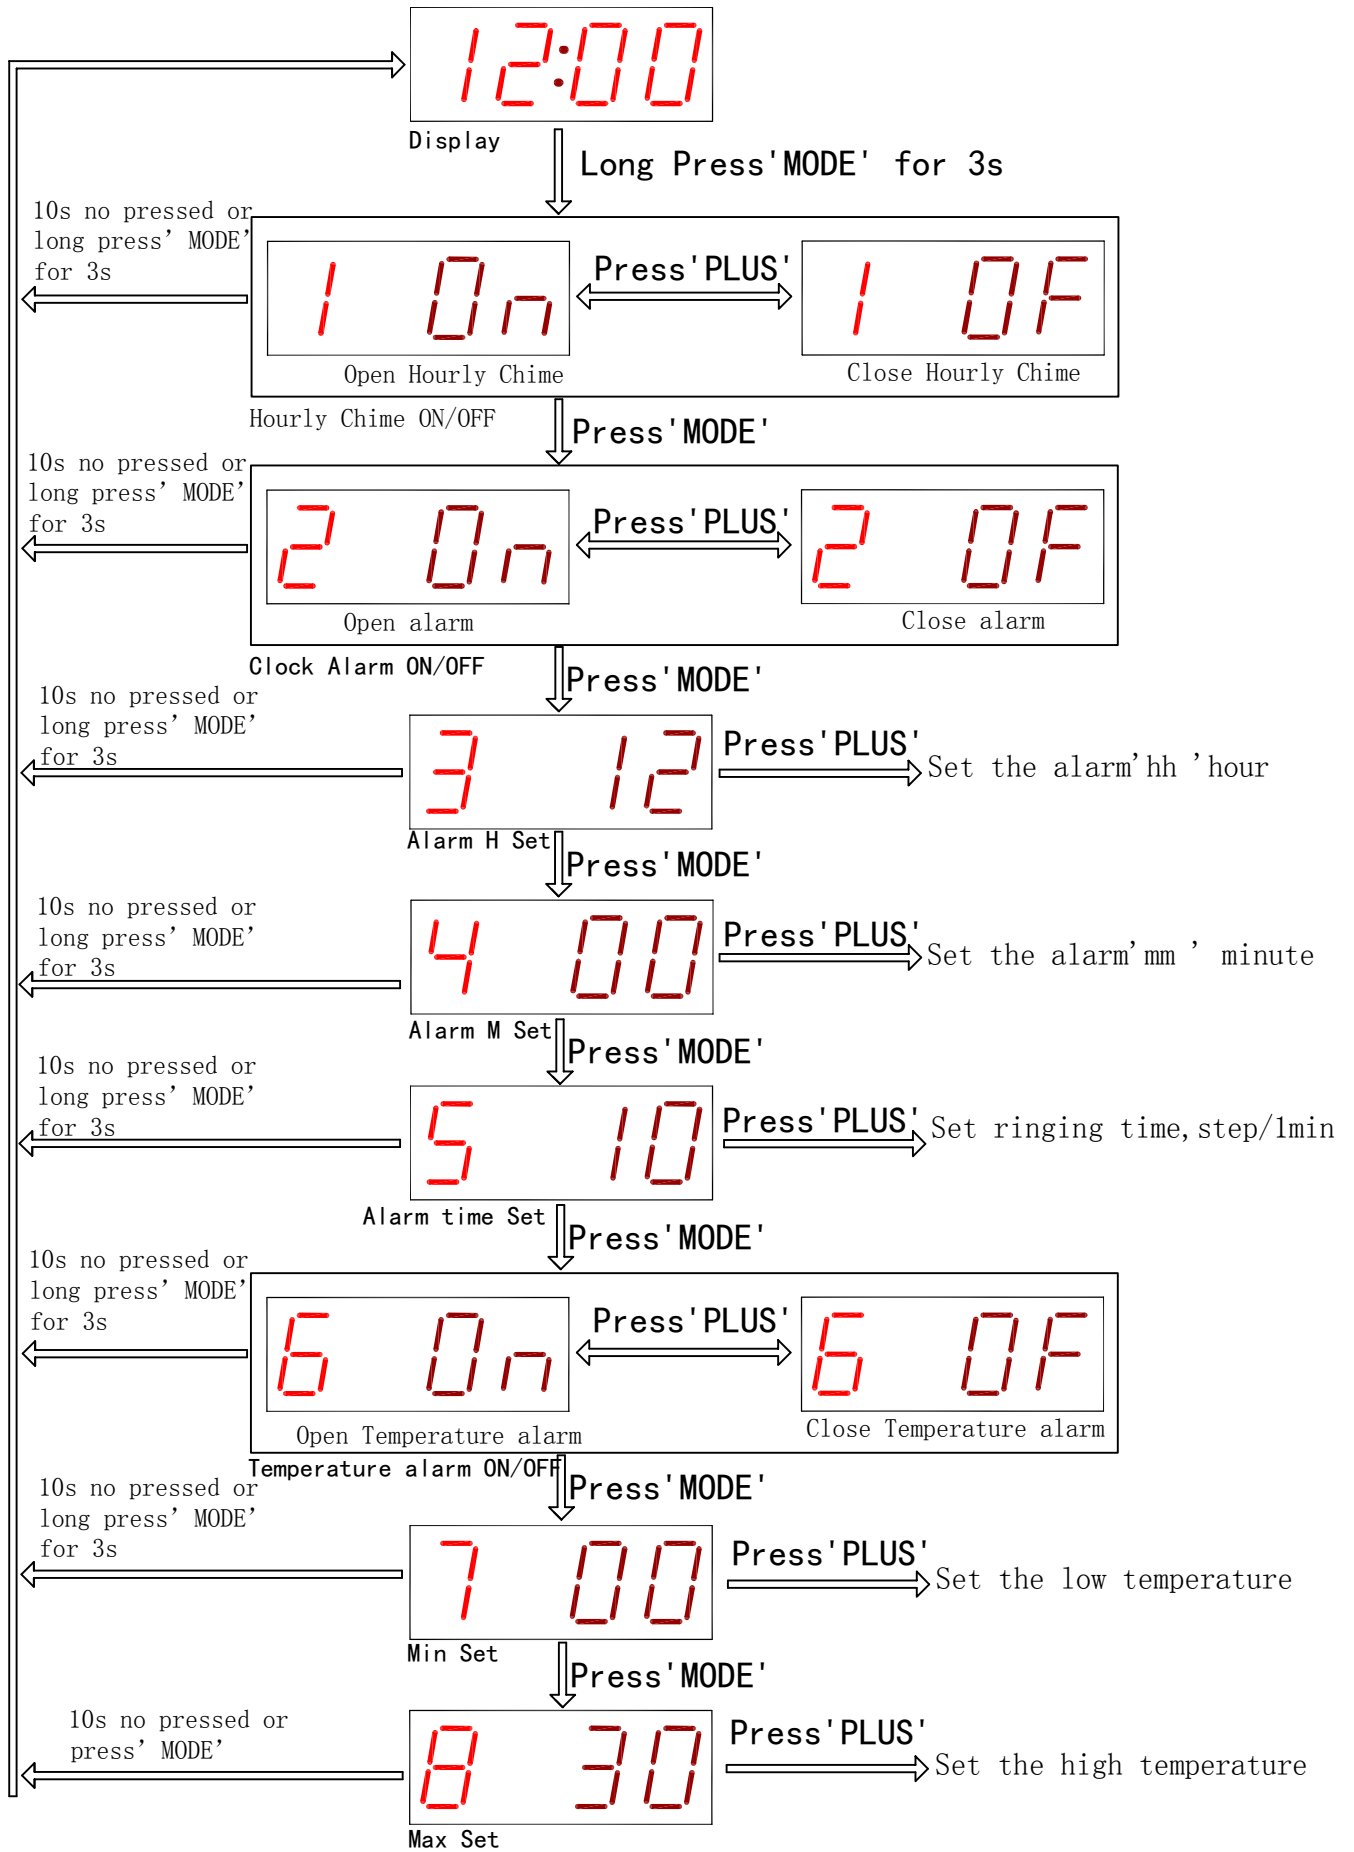 12:00
Display
Long Press'MODE' for 3s
10s no pressed or
long press’ MODE'
for 3s
1 0n
Press'PLUS'
1 0F
Open Hourly Chime
Close Hourly Chime
Hourly Chime ON/OFF
Press'MODE'
10s no pressed or
long press’ MODE'
for 3s
2 0n
Press'PLUS'
2 0F
Open alarm
Close alarm
Clock Alarm ON/OFF
Press'MODE'
10s no pressed or
long press’ MODE’
for 3s
3 12
Press'PLUS'
Set the alarm'hh ’hour
Alarm H Set
Press'MODE'
10s no pressed or
long press’ MODE’
for 3s
4 00
Press'PLUS'
Set the alarm'mm ’ minute
Alarm M Set
Press'MODE'
10s no pressed or
long press’ MODE’
for 3s
5 10
Press'PLUS'
Set ringing time,step/1min
Alarm time Set
Press'MODE'
10s no pressed or
long press’ MODE'
for 3s
6 0n
Press'PLUS'
6 0F
Open Temperature alarm
Close Temperature alarm
Temperature alarm ON/OFF
Press'MODE'
10s no pressed or
long press’ MODE’
for 3s
7 00
Press'PLUS'
Set the low temperature
Min Set
Press'MODE'
10s no pressed or
press’ MODE’
8 30
Press'PLUS'
Set the high temperature
Max Set